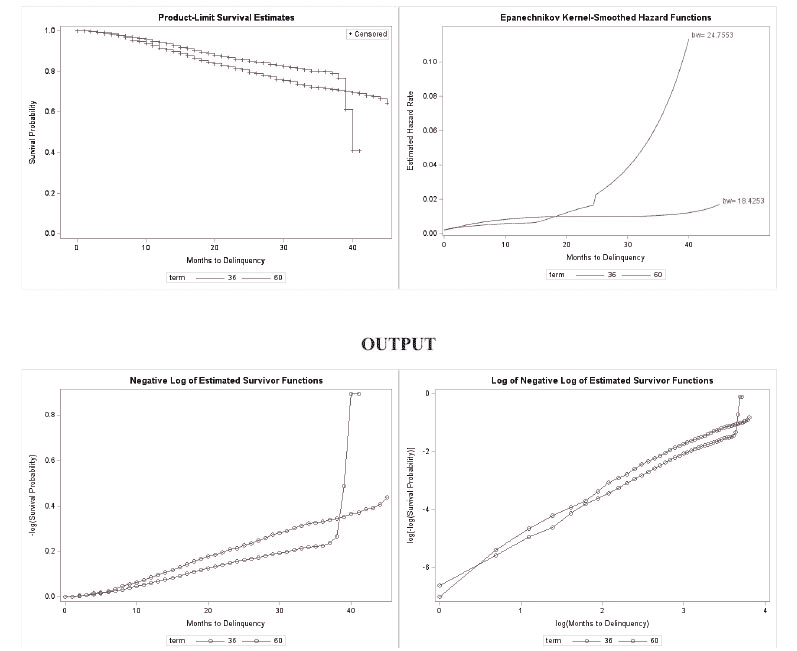 Product-Limit Survival Estimates
+ Censored
1.0
0.8
0.6
0.4
0.2
0.0
Survival Probability
0 10 20 30 40
Months to Delinquency
term 36 60
Epanechnikov Kernel-Smoothed Hazard Functions
bw= 24.7553
0.10
0.08
0.06
0.04
0.02
0.00
Estimated Hazard Rate
bw= 18.4253
0 10 20 30 40
Months to Delinquency
term 36 60
OUTPUT
Negative Log of Estimated Survivor Functions
0.8
0.6
0.4
0.2
0.0
-log(Survival Probability)
0 10 20 30 40
Months to Delinquency
term 36 60
Log of Negative Log of Estimated Survivor Functions
0
-2
-4
-6
log[-log(Survival Probability)]
0 1 2 3 4
log(Months to Delinquency)
term 36 60